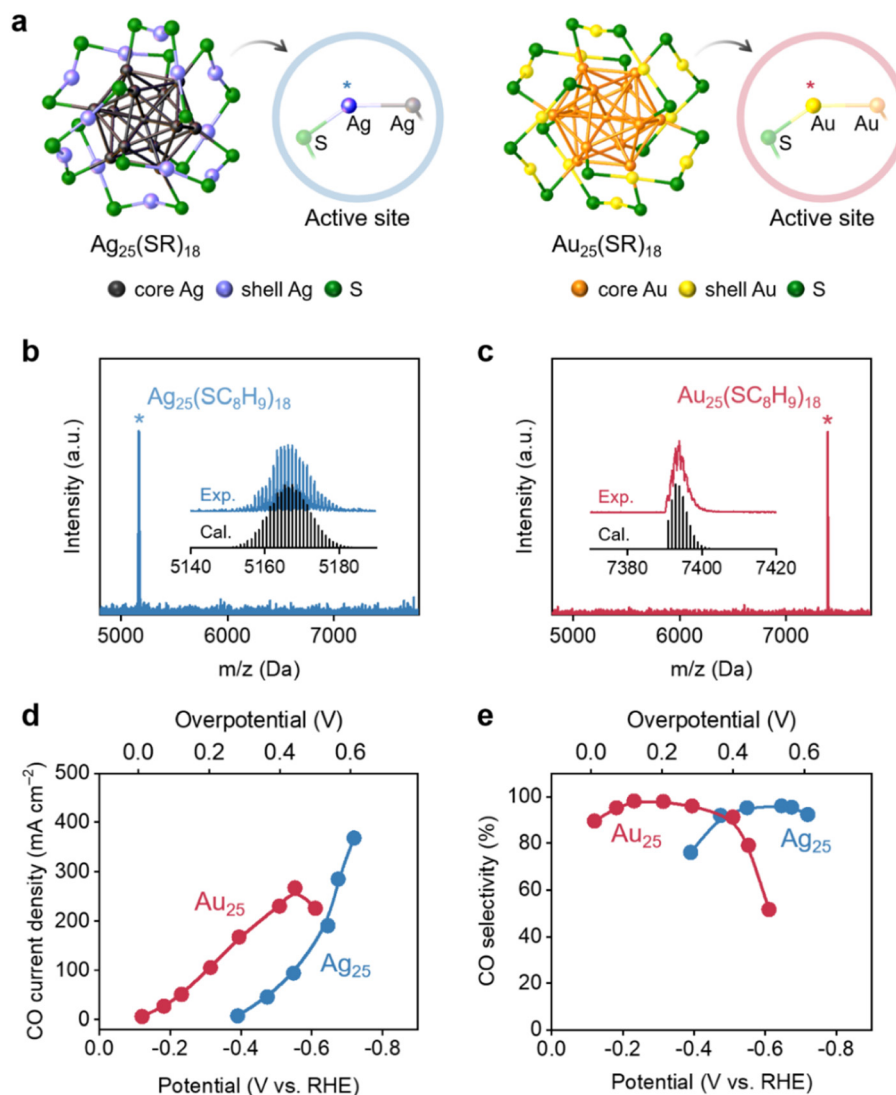 a
*
S
Ag
Ag
Active site
Ag₂₅(SR)₁₈
core Ag
shell Ag
S
*
S
Au
Au
Active site
Au₂₅(SR)₁₈
core Au
shell Au
S
b
Ag₂₅(SC₈H₉)₁₈
*
Exp.
Cal.
5140 5160 5180
Intensity (a.u.)
5000 6000 7000
m/z (Da)
c
Au₂₅(SC₈H₉)₁₈
*
Exp.
Cal.
7380 7400 7420
Intensity (a.u.)
5000 6000 7000
m/z (Da)
d
Overpotential (V)
0.0 0.2 0.4 0.6
500
400
300
200
100
0
CO current density (mA cm⁻²)
Au₂₅
Ag₂₅
0.0 -0.2 -0.4 -0.6 -0.8
Potential (V vs. RHE)
e
Overpotential (V)
0.0 0.2 0.4 0.6
100
80
60
40
20
0
CO selectivity (%)
Au₂₅
Ag₂₅
0.0 -0.2 -0.4 -0.6 -0.8
Potential (V vs. RHE)